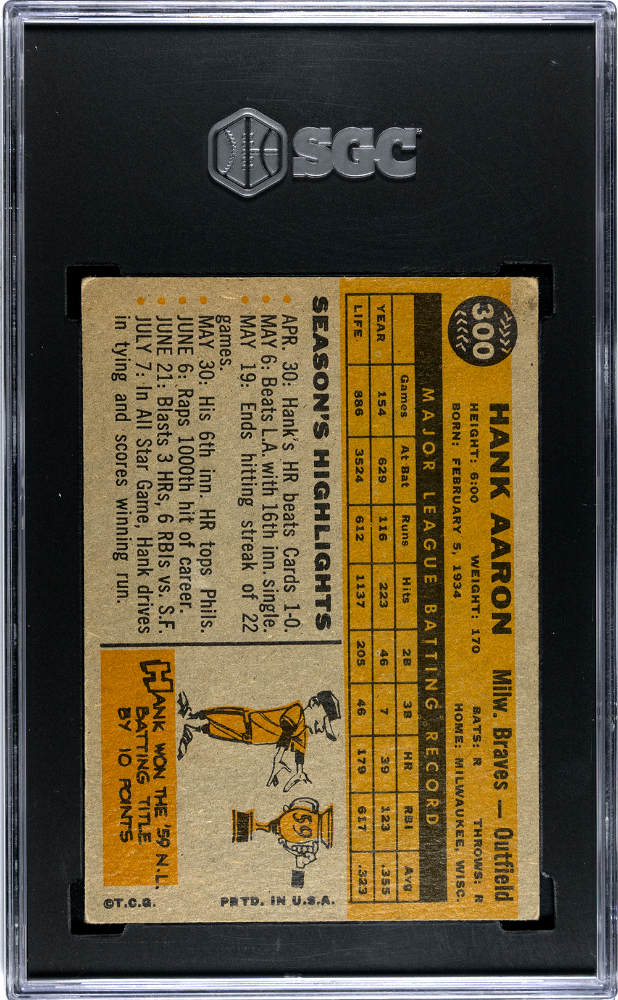 SGC
300
HANK AARON Milw. Braves — Outfield
HEIGHT: 6:00 WEIGHT: 170 BATS: R THROWS: R
BORN: FEBRUARY 5, 1934 HOME: MILWAUKEE, WISC.
MAJOR LEAGUE BATTING RECORD
Games At Bat Runs Hits 2B 3B HR RBI Avg
YEAR 154 629 116 223 46 7 39 123 .355
LIFE 886 3524 612 1137 205 46 179 617 .323
SEASON'S HIGHLIGHTS
APR. 30: Hank's HR beats Cards 1-0.
MAY 6: Beats L.A. with 16th inn. single.
MAY 19: Ends hitting streak of 22
games.
MAY 30: His 6th inn. HR tops Phils.
JUNE 6: Raps 1000th hit of career.
JUNE 21: Blasts 3 HRs, 6 RBIs vs. S.F.
JULY 7: In All Star Game, Hank drives
in tying and scores winning run.
59
HANK WON THE '59 N.L.
BATTING TITLE
BY 10 POINTS
©T.C.G. PRTD. IN U.S.A.